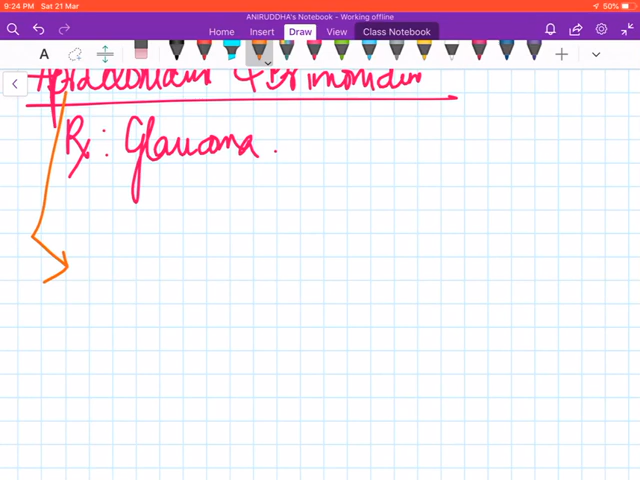 9:24 PM Sat 21 Mar
ANIRUDDHA's Notebook - Working offline
50%
Home Insert Draw View Class Notebook
A
Rx: Glaucoma.